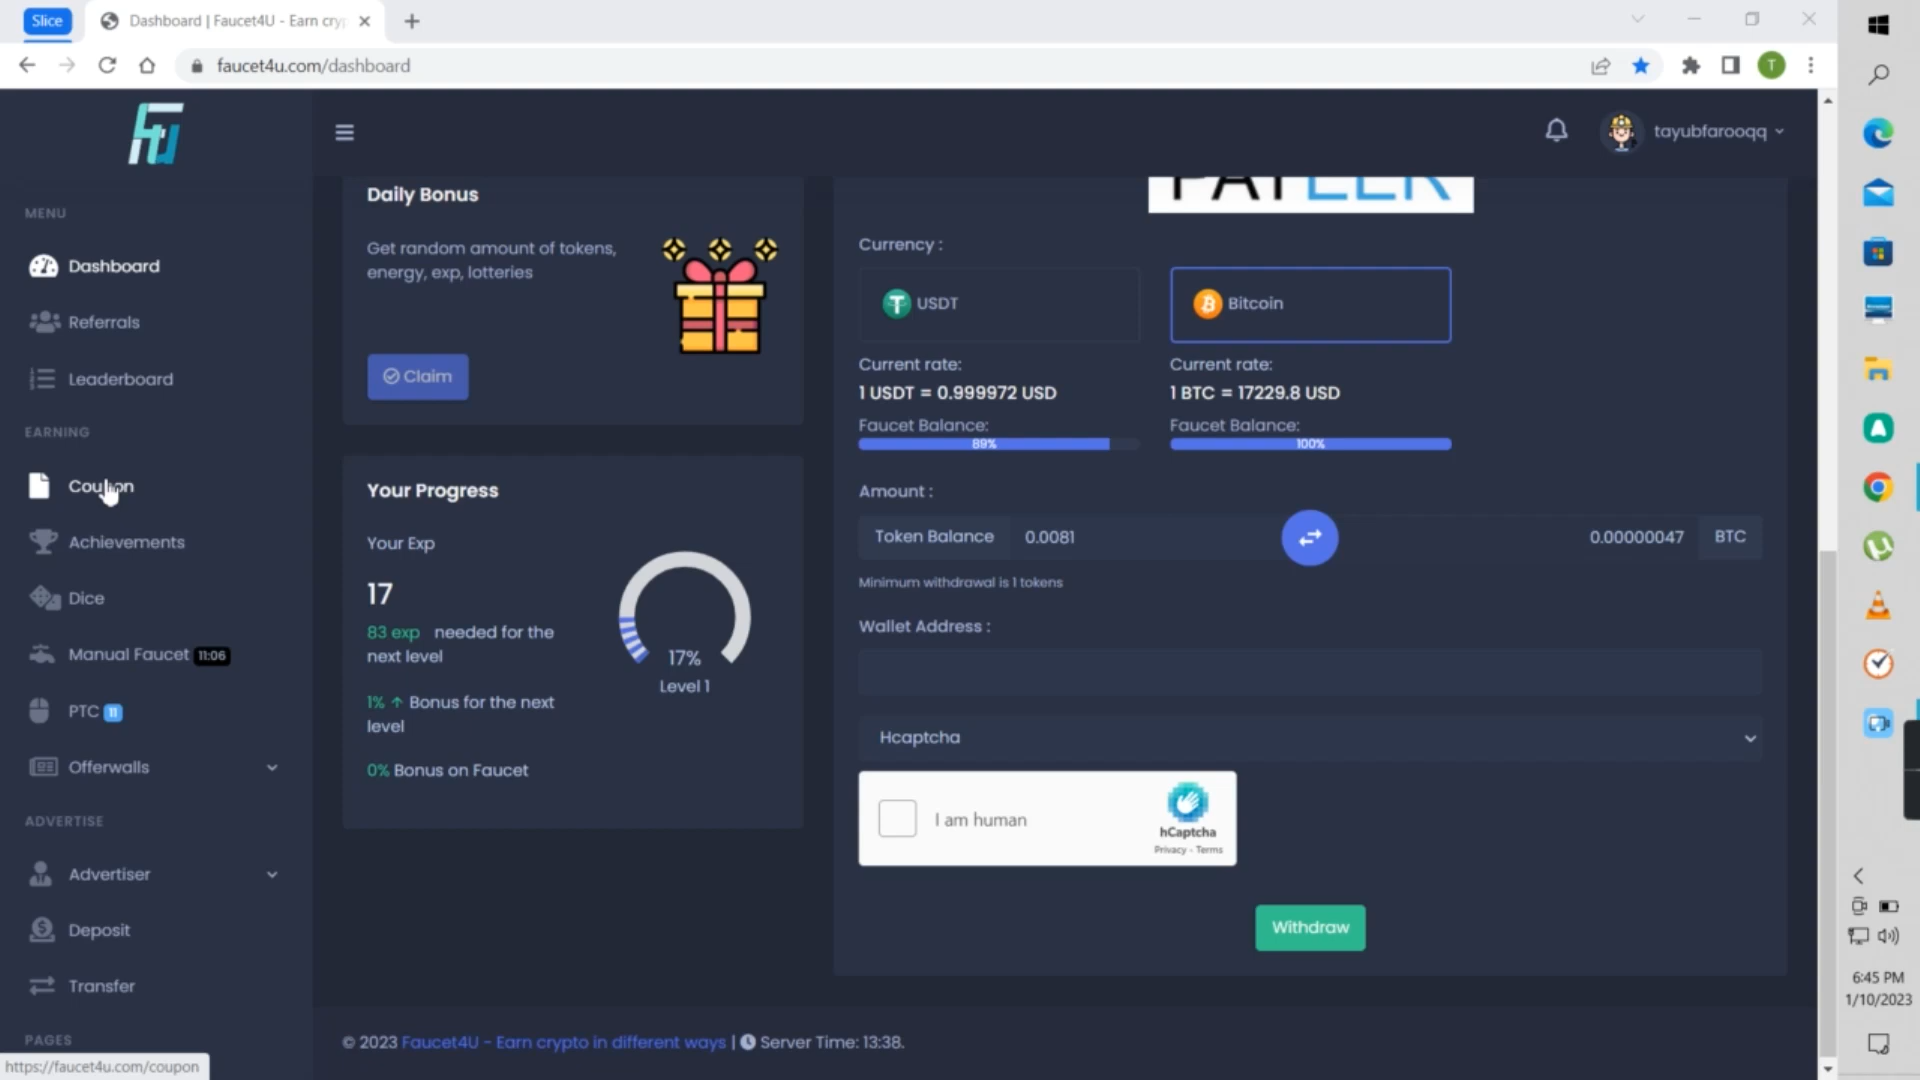 Slice
Dashboard | Faucet4U - Earn cry
faucet4u.com/dashboard
T
tayubfarooqq
MENU
Dashboard
Referrals
Leaderboard
EARNING
Coupon
Achievements
Dice
Manual Faucet 11:06
PTC 11
Offerwalls
ADVERTISE
Advertiser
Deposit
Transfer
PAGES
https://faucet4u.com/coupon
Daily Bonus
Get random amount of tokens,
energy, exp, lotteries
Claim
Your Progress
Your Exp
17
83 exp needed for the
next level
1% ↑ Bonus for the next
level
0% Bonus on Faucet
17%
Level 1
PAYEER
Currency :
USDT
Bitcoin
Current rate:
1 USDT = 0.999972 USD
Faucet Balance:
89%
Current rate:
1 BTC = 17229.8 USD
Faucet Balance:
100%
Amount :
Token Balance 0.0081
0.00000047 BTC
Minimum withdrawal is 1 tokens
Wallet Address :
Hcaptcha
I am human
hCaptcha
Privacy - Terms
Withdraw
© 2023 Faucet4U - Earn crypto in different ways | Server Time: 13:38.
6:45 PM
1/10/2023